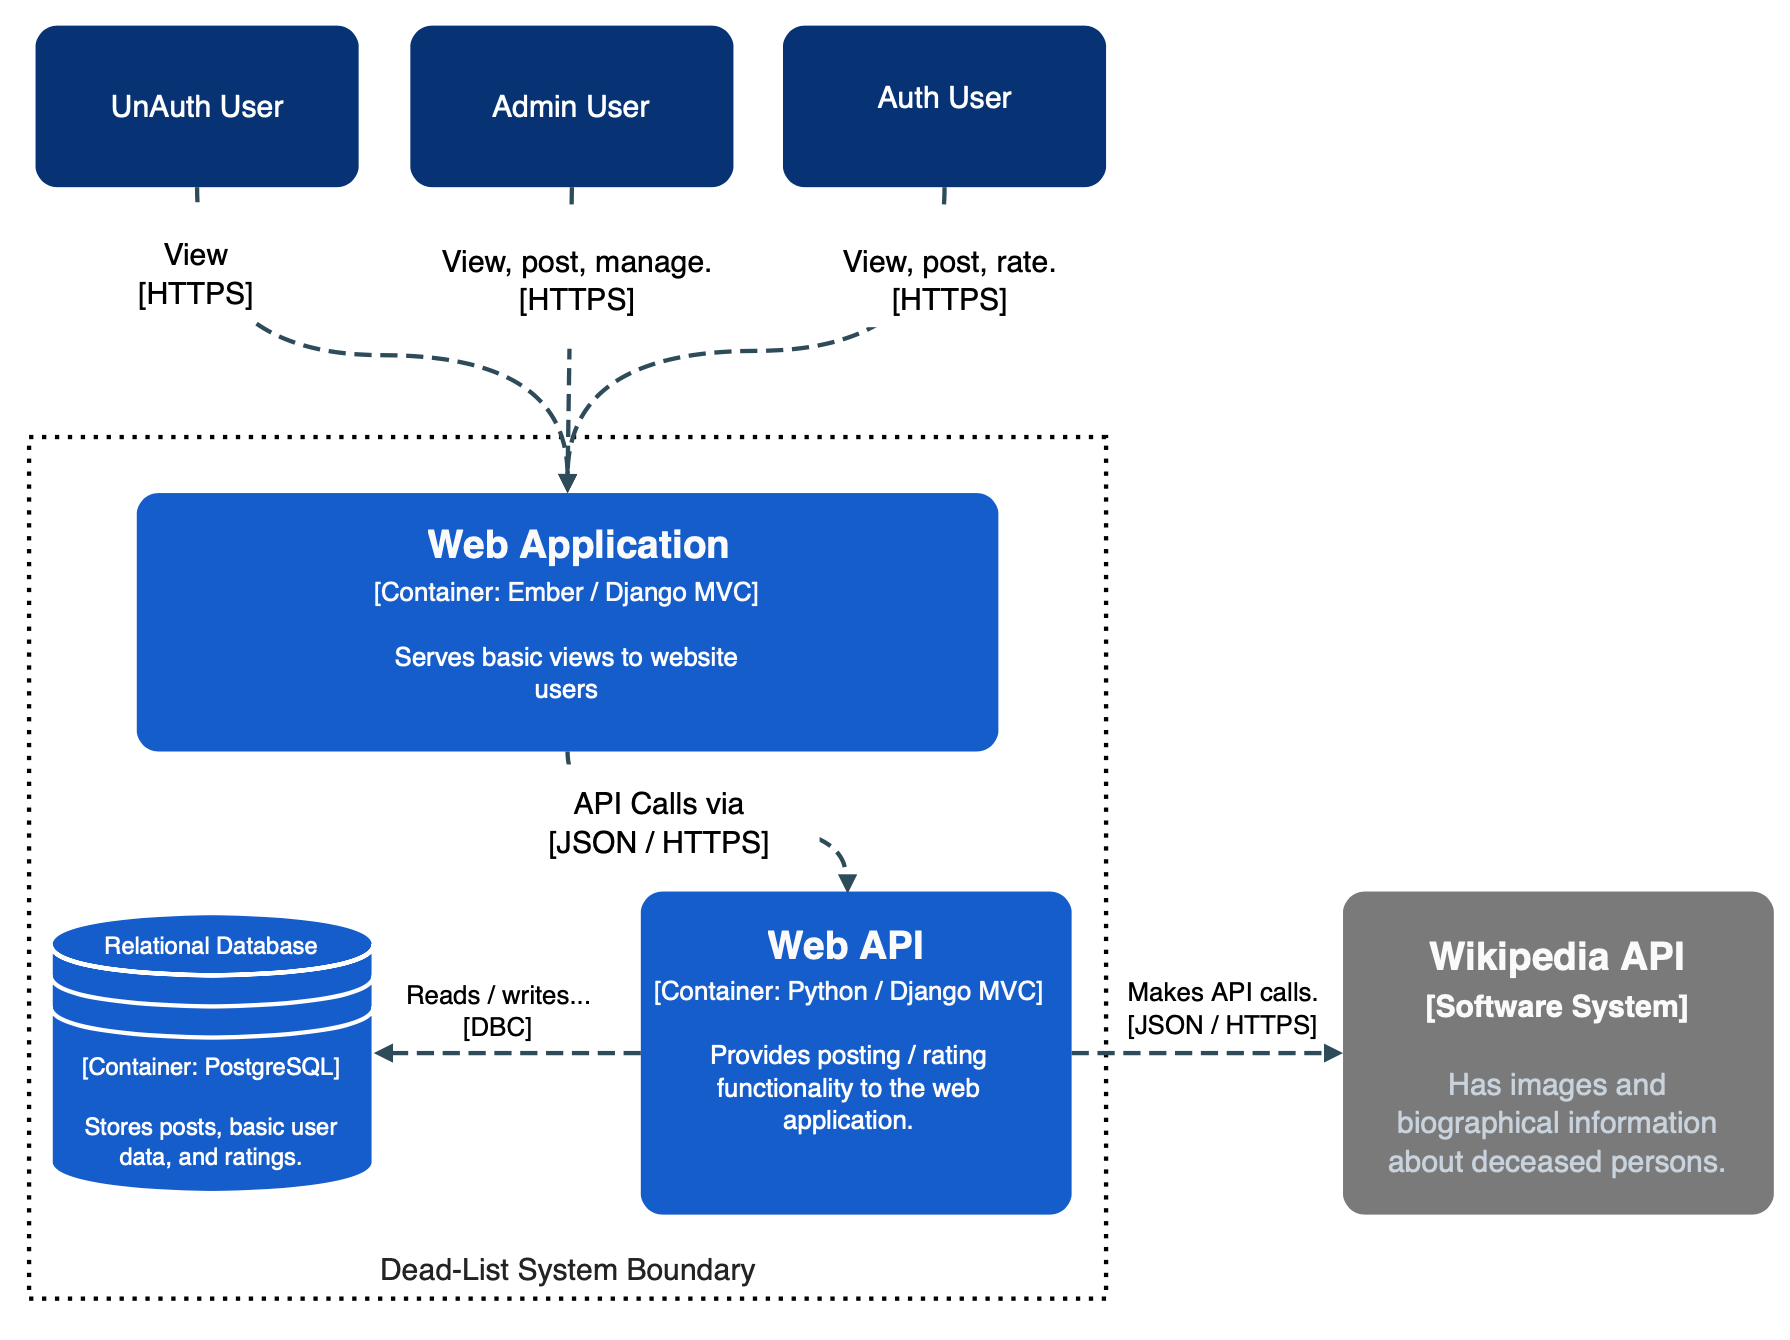 UnAuth User
Admin User
Auth User
View
[HTTPS]
View, post, manage.
[HTTPS]
View, post, rate.
[HTTPS]
Web Application
[Container: Ember / Django MVC]
Serves basic views to website
users
API Calls via
[JSON / HTTPS]
Relational Database
[Container: PostgreSQL]
Stores posts, basic user
data, and ratings.
Reads / writes...
[DBC]
Web API
[Container: Python / Django MVC]
Provides posting / rating
functionality to the web
application.
Makes API calls.
[JSON / HTTPS]
Wikipedia API
[Software System]
Has images and
biographical information
about deceased persons.
Dead-List System Boundary